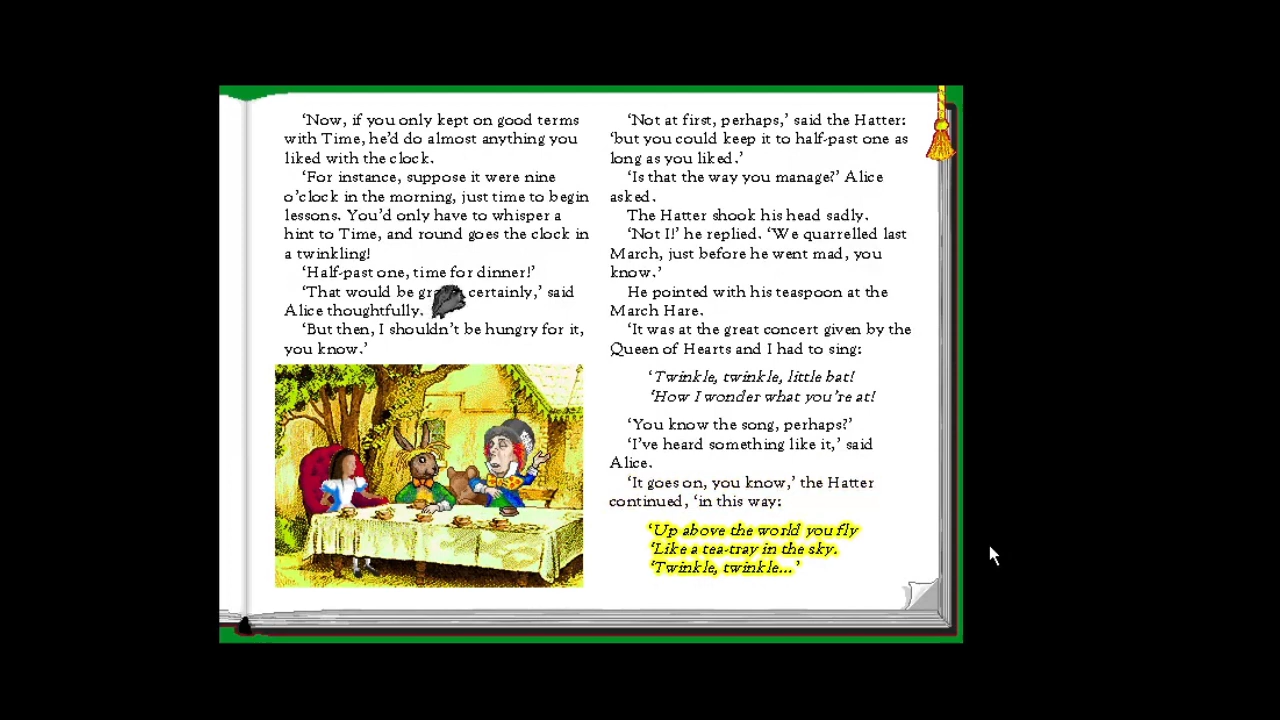 ‘Now, if you only kept on good terms
with Time, he’d do almost anything you
liked with the clock.
‘For instance, suppose it were nine
o’clock in the morning, just time to begin
lessons. You’d only have to whisper a
hint to Time, and round goes the clock in
a twinkling!
‘Half-past one, time for dinner!’
‘That would be certainly,’ said
Alice thoughtfully.
‘But then, I shouldn’t be hungry for it,
you know.’
‘Not at first, perhaps,’ said the Hatter:
‘but you could keep it to half-past one as
long as you liked.’
‘Is that the way you manage?’ Alice
asked.
The Hatter shook his head sadly.
‘Not I!’ he replied. ‘We quarrelled last
March, just before he went mad, you
know.’
He pointed with his teaspoon at the
March Hare.
‘It was at the great concert given by the
Queen of Hearts and I had to sing:
‘Twinkle, twinkle, little bat!
‘How I wonder what you’re at!
‘You know the song, perhaps?’
‘I’ve heard something like it,’ said
Alice.
‘It goes on, you know,’ the Hatter
continued, ‘in this way:
‘Up above the world you fly
‘Like a tea-tray in the sky.
‘Twinkle, twinkle...’